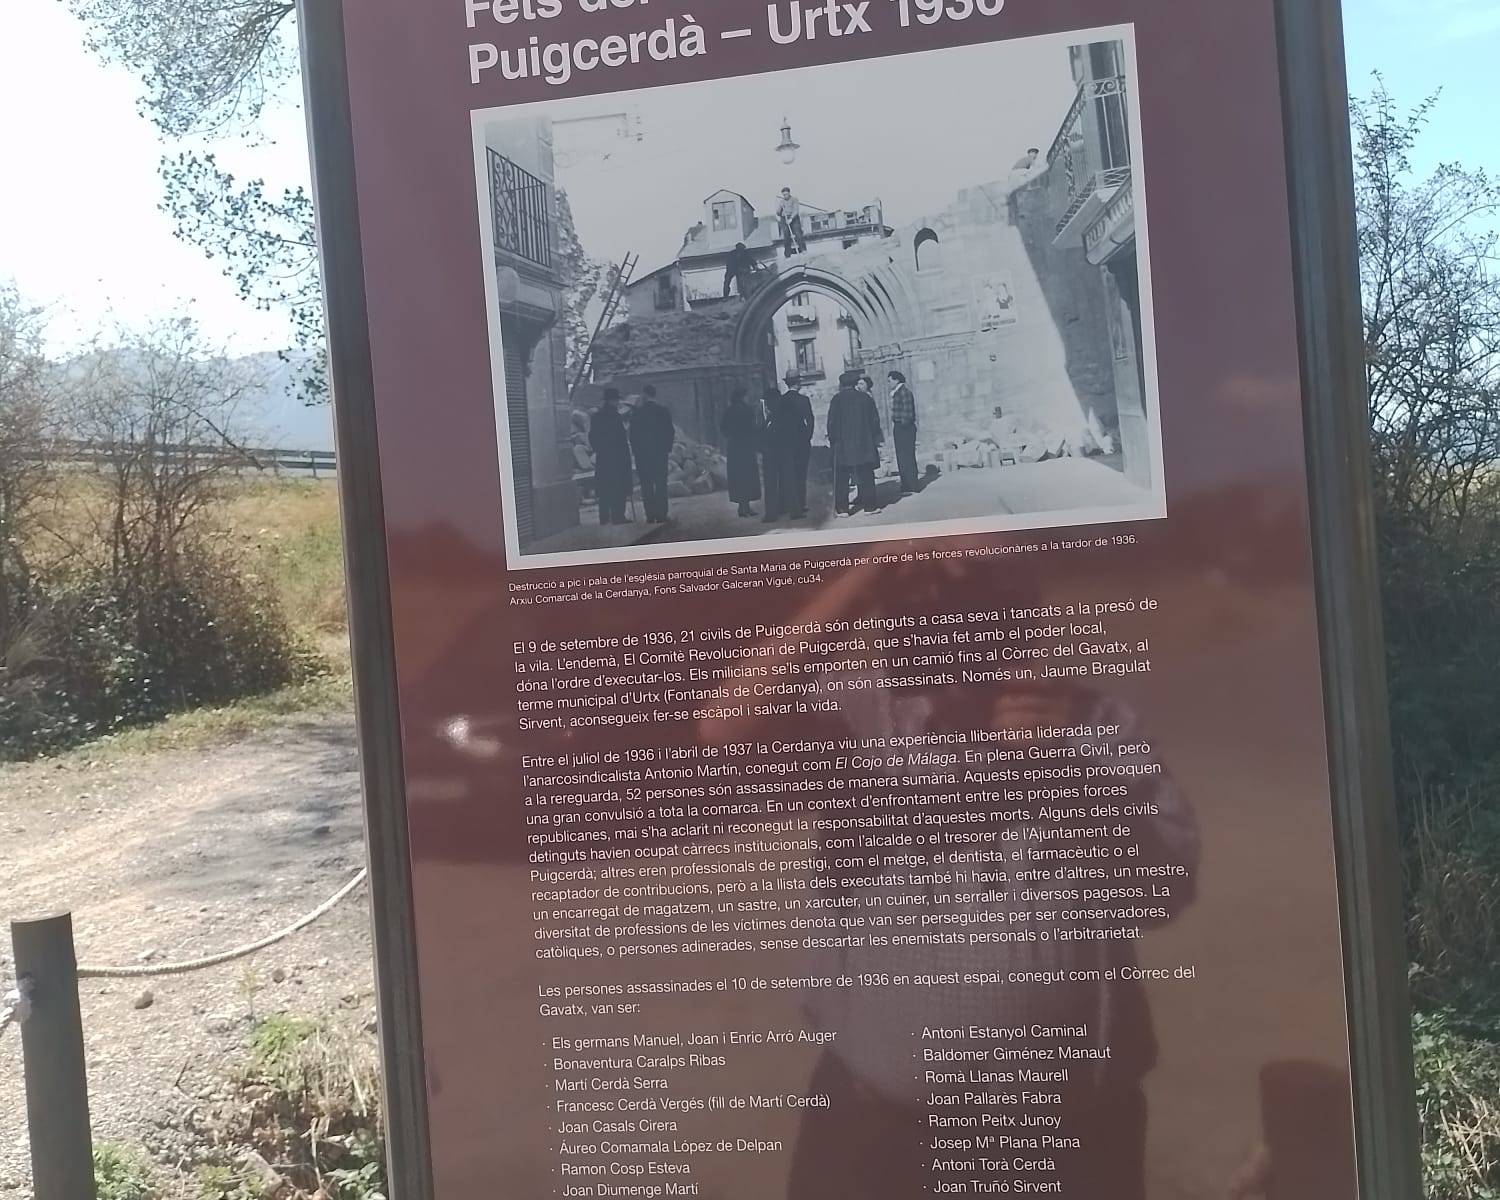 Fets del
Puigcerdà – Urtx 1936
Destrucció a pic i pala de l'església parroquial de Santa Maria de Puigcerdà per ordre de les forces revolucionànes a la tardor de 1936.
Arxiu Comarcal de la Cerdanya, Fons Salvador Galceran Vigué, cu34.
El 9 de setembre de 1936, 21 civils de Puigcerdà són detinguts a casa seva i tancats a la presó de
la vila. L'endemà, El Comitè Revolucionari de Puigcerdà, que s'havia fet amb el poder local,
dóna l'ordre d'executar-los. Els milicians se'ls emporten en un camió fins al Còrrec del Gavatx, al
terme municipal d'Urtx (Fontanals de Cerdanya), on són assassinats. Només un, Jaume Bragulat
Sirvent, aconsegueix fer-se escàpol i salvar la vida.
Entre el juliol de 1936 i l'abril de 1937 la Cerdanya viu una experiència llibertària liderada per
l'anarcosindicalista Antonio Martín, conegut com El Cojo de Málaga. En plena Guerra Civil, però
a la rereguarda, 52 persones són assassinades de manera sumària. Aquests episodis provoquen
una gran convulsió a tota la comarca. En un context d'enfrontament entre les pròpies forces
republicanes, mai s'ha aclarit ni reconegut la responsabilitat d'aquestes morts. Alguns dels civils
detinguts havien ocupat càrrecs institucionals, com l'alcalde o el tresorer de l'Ajuntament de
Puigcerdà; altres eren professionals de prestigi, com el metge, el dentista, el farmacèutic o el
recaptador de contribucions, però a la llista dels executats també hi havia, entre d'altres, un mestre,
un encarregat de magatzem, un sastre, un xarcuter, un cuiner, un serraller i diversos pagesos. La
diversitat de professions de les víctimes denota que van ser perseguides per ser conservadores,
catòliques, o persones adinerades, sense descartar les enemistats personals o l'arbitrarietat.
Les persones assassinades el 10 de setembre de 1936 en aquest espai, conegut com el Còrrec del
Gavatx, van ser:
· Els germans Manuel, Joan i Enric Arró Auger
· Bonaventura Caralps Ribas
· Martí Cerdà Serra
· Francesc Cerdà Vergés (fill de Martí Cerdà)
· Joan Casals Cirera
· Áureo Comamala López de Delpan
· Ramon Cosp Esteva
· Joan Diumenge Martí
· Antoni Estanyol Caminal
· Baldomer Giménez Manaut
· Romà Llanas Maurell
· Joan Pallarès Fabra
· Ramon Peitx Junoy
· Josep Mª Plana Plana
· Antoni Torà Cerdà
· Joan Truñó Sirvent